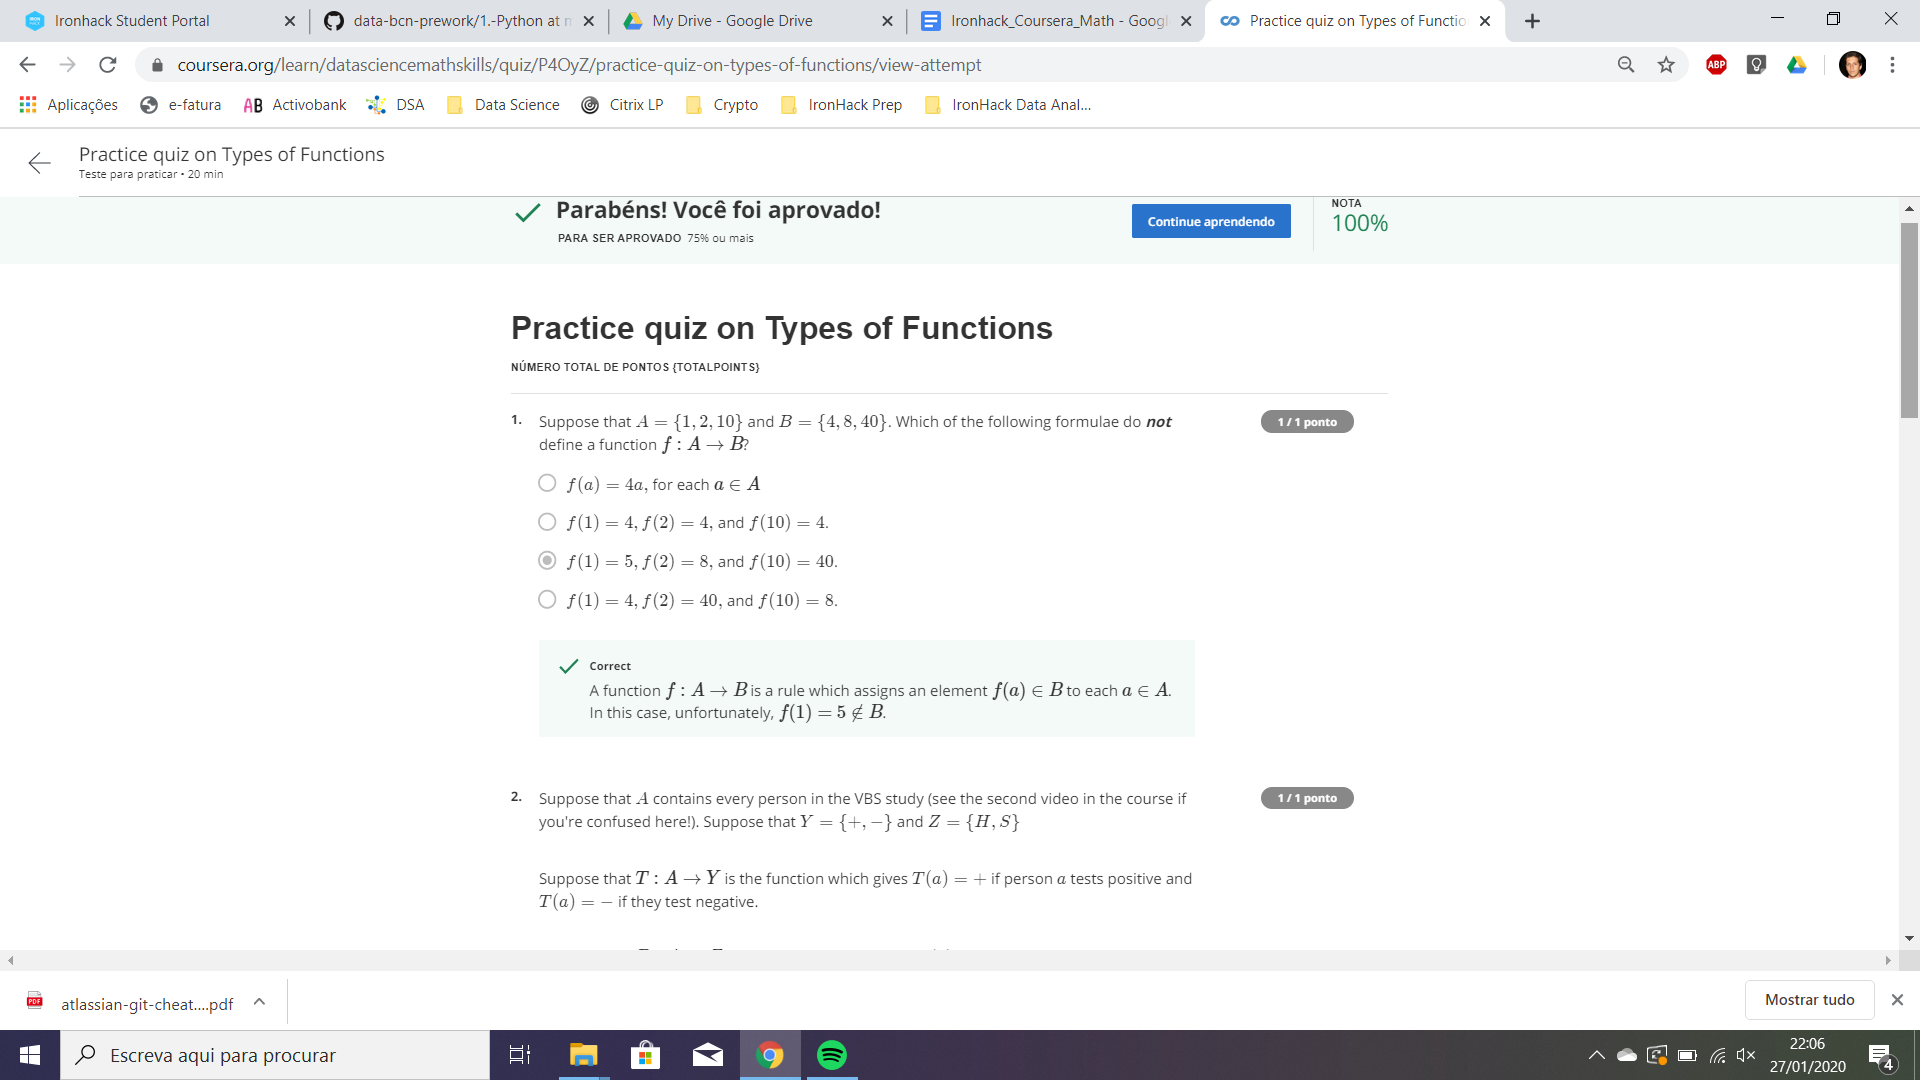 Ironhack Student Portal
data-bcn-prework/1.-Python at m
My Drive - Google Drive
Ironhack_Coursera_Math - Googl
Practice quiz on Types of Functio
coursera.org/learn/datasciencemathskills/quiz/P4OyZ/practice-quiz-on-types-of-functions/view-attempt
ABP
Aplicações
e-fatura
AB Activobank
DSA
Data Science
Citrix LP
Crypto
IronHack Prep
IronHack Data Anal...
Practice quiz on Types of Functions
Teste para praticar • 20 min
Parabéns! Você foi aprovado!
PARA SER APROVADO 75% ou mais
Continue aprendendo
NOTA
100%
Practice quiz on Types of Functions
NÚMERO TOTAL DE PONTOS {TOTALPOINTS}
1. Suppose that A = {1, 2, 10} and B = {4, 8, 40}. Which of the following formulae do not
define a function f : A → B?
1 / 1 ponto
f(a) = 4a, for each a ∈ A
f(1) = 4, f(2) = 4, and f(10) = 4.
f(1) = 5, f(2) = 8, and f(10) = 40.
f(1) = 4, f(2) = 40, and f(10) = 8.
Correct
A function f : A → B is a rule which assigns an element f(a) ∈ B to each a ∈ A.
In this case, unfortunately, f(1) = 5 ∉ B.
2. Suppose that A contains every person in the VBS study (see the second video in the course if
you're confused here!). Suppose that Y = {+, −} and Z = {H, S}
1 / 1 ponto
Suppose that T : A → Y is the function which gives T(a) = + if person a tests positive and
T(a) = − if they test negative.
PDF
atlassian-git-cheat....pdf
Mostrar tudo
Escreva aqui para procurar
22:06
27/01/2020
4